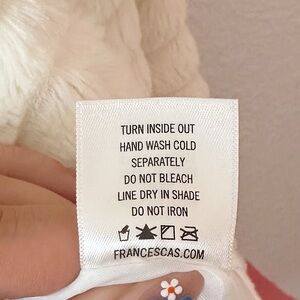 TURN INSIDE OUT
HAND WASH COLD
SEPARATELY
DO NOT BLEACH
LINE DRY IN SHADE
DO NOT IRON
FRANCESCAS.COM